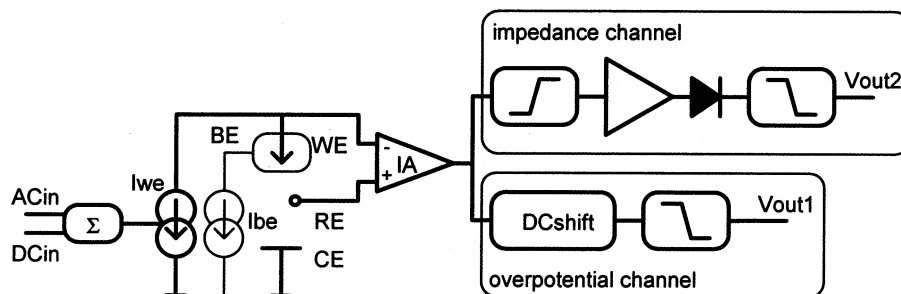 impedance channel
Vout2
BE
WE
-
+
IA
Iwe
ACin
Σ
DCin
Ibe
RE
CE
DCshift
Vout1
overpotential channel